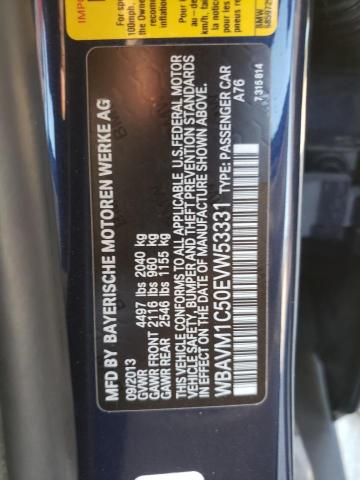 MFD BY BAYERISCHE MOTOREN WERKE AG
09/2013
GVWR 4497 lbs 2040 kg
GAWR FRONT 2116 lbs 960 kg
GAWR REAR 2546 lbs 1155 kg
THIS VEHICLE CONFORMS TO ALL APPLICABLE U.S. FEDERAL MOTOR
VEHICLE SAFETY, BUMPER, AND THEFT PREVENTION STANDARDS
IN EFFECT ON THE DATE OF MANUFACTURE SHOWN ABOVE.
WBAVM1C50EVW53331 TYPE: PASSENGER CAR
A76
7 315 814